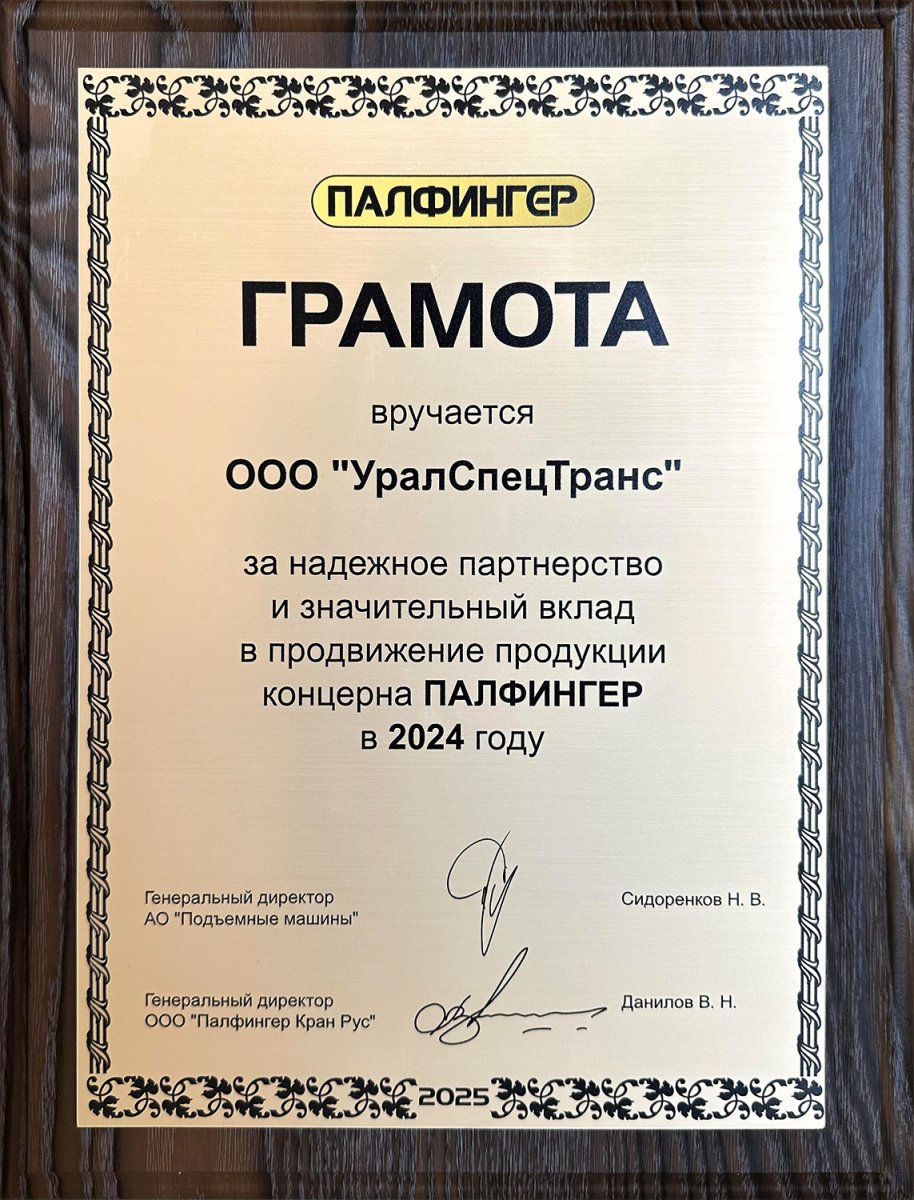 ПАЛФИНГЕР
ГРАМОТА
вручается
ООО "УралСпецТранс"
за надежное партнерство
и значительный вклад
в продвижение продукции
концерна ПАЛФИНГЕР
в 2024 году
Генеральный директор
АО "Подъемные машины"
Сидоренков Н. В.
Генеральный директор
ООО "Палфингер Кран Рус"
Данилов В. Н.
2025